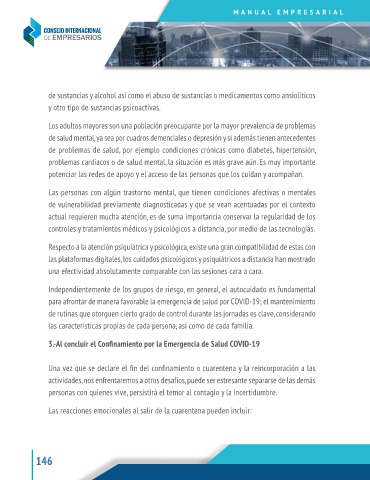 MANUAL EMPRESARIAL
CONSEJO INTERNACIONAL
DE EMPRESARIOS
de sustancias y alcohol así como el abuso de sustancias o medicamentos como ansiolíticos
y otro tipo de sustancias psicoactivas.
Los adultos mayores son una población preocupante por la mayor prevalencia de problemas
de salud mental, ya sea por cuadros demenciales o depresión y si además tienen antecedentes
de problemas de salud, por ejemplo condiciones crónicas como diabetes, hipertensión,
problemas cardiacos o de salud mental, la situación es más grave aún. Es muy importante
potenciar las redes de apoyo y el acceso de las personas que los cuidan y acompañan.
Las personas con algún trastorno mental, que tienen condiciones afectivas o mentales
de vulnerabilidad previamente diagnosticadas y que se vean acentuadas por el contexto
actual requieren mucha atención, es de suma importancia conservar la regularidad de los
controles y tratamientos médicos y psicológicos a distancia, por medio de las tecnologías.
Respecto a la atención psiquiátrica y psicológica, existe una gran compatibilidad de estas con
las plataformas digitales, los cuidados psicológicos y psiquiátricos a distancia han mostrado
una efectividad absolutamente comparable con las sesiones cara a cara.
Independientemente de los grupos de riesgo, en general, el autocuidado es fundamental
para afrontar de manera favorable la emergencia de salud por COVID-19; el mantenimiento
de rutinas que otorguen cierto grado de control durante las jornadas es clave, considerando
las características propias de cada persona, así como de cada familia.
3.-Al concluir el Confinamiento por la Emergencia de Salud COVID-19
Una vez que se declare el fin del confinamiento o cuarentena y la reincorporación a las
actividades, nos enfrentaremos a otros desafíos, puede ser estresante separarse de las demás
personas con quienes vive, persistirá el temor al contagio y la incertidumbre.
Las reacciones emocionales al salir de la cuarentena pueden incluir:
146